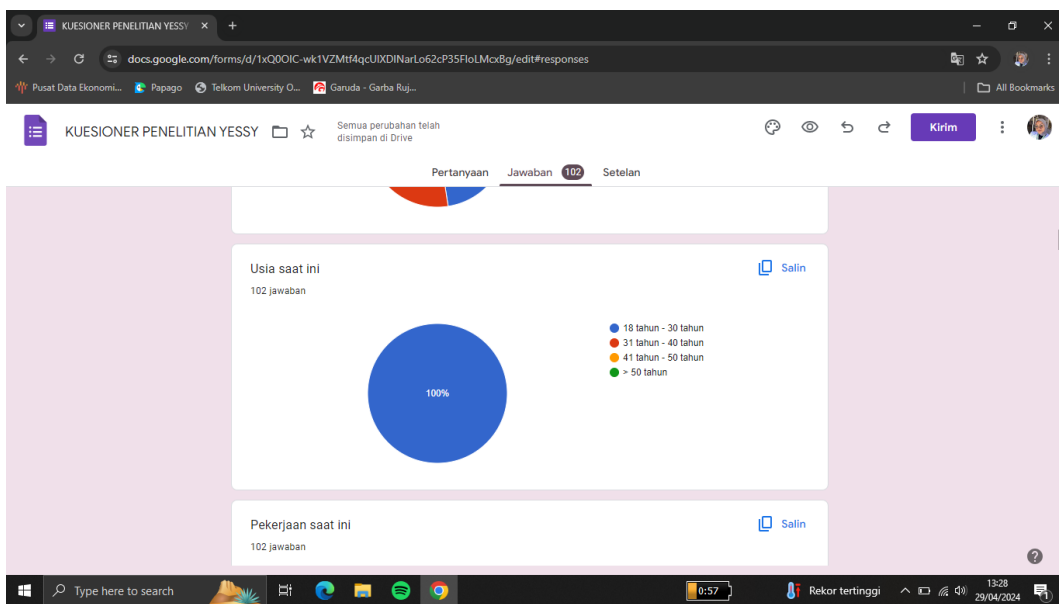 KUESIONER PENELITIAN YESSY
docs.google.com/forms/d/1xQ0OIC-wk1VZMtf4qcUlXDlNarLo62cP35FloLMcxBg/edit#responses
Pusat Data Ekonomi... Papago Telkom University O... Garuda - Garba Ruj... All Bookmarks
KUESIONER PENELITIAN YESSY
Semua perubahan telah
disimpan di Drive
Kirim
Pertanyaan Jawaban 102 Setelan
Usia saat ini
Salin
102 jawaban
18 tahun - 30 tahun
31 tahun - 40 tahun
41 tahun - 50 tahun
> 50 tahun
100%
Pekerjaan saat ini
Salin
102 jawaban
Type here to search
0:57
Rekor tertinggi
13:28
29/04/2024
1